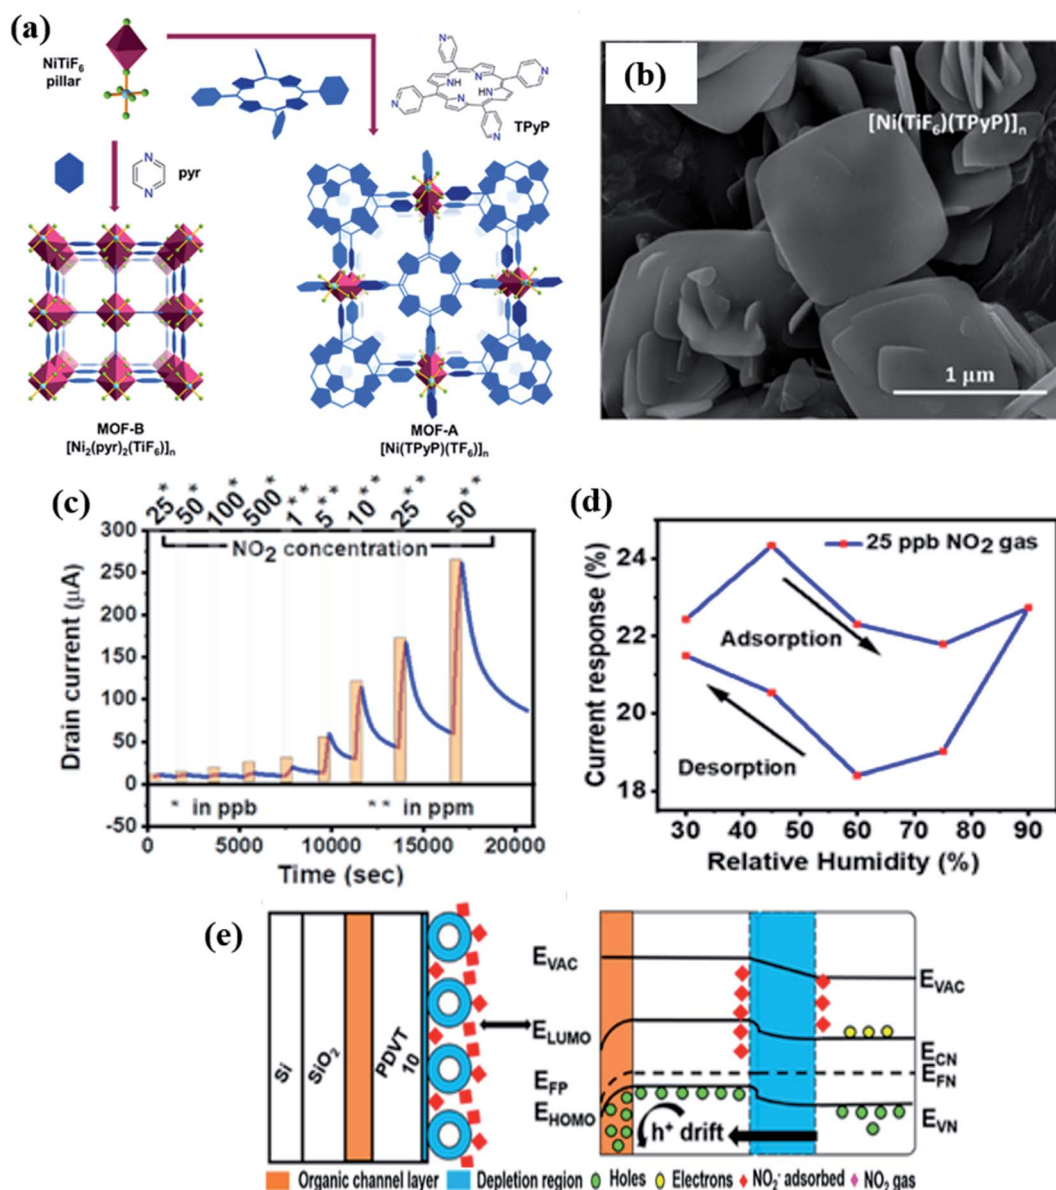 (a)
NiTiF6
pillar
TPyP
N
NH
N
HN
N
N
N
N
N
N
pyr
MOF-B
[Ni2(pyr)2(TiF6)]n
MOF-A
[Ni(TPyP)(TF6)]n
(b)
[Ni(TiF6)(TPyP)]n
1 μm
(c)
25* 50* 100* 500* 1** 5** 10** 25** 50**
NO2 concentration
300
250
200
150
100
50
0
-50
Drain current (μA)
* in ppb
** in ppm
0 5000 10000 15000 20000
Time (sec)
(d)
25 ppb NO2 gas
24
22
20
18
Current response (%)
Adsorption
Desorption
30 40 50 60 70 80 90
Relative Humidity (%)
(e)
Si
SiO2
PDVT
10
EVAC
ELUMO
EFP
EHOMO
EVAC
ECN
EFN
EVN
h+ drift
Organic channel layer
Depletion region
Holes
Electrons
NO2- adsorbed
NO2 gas